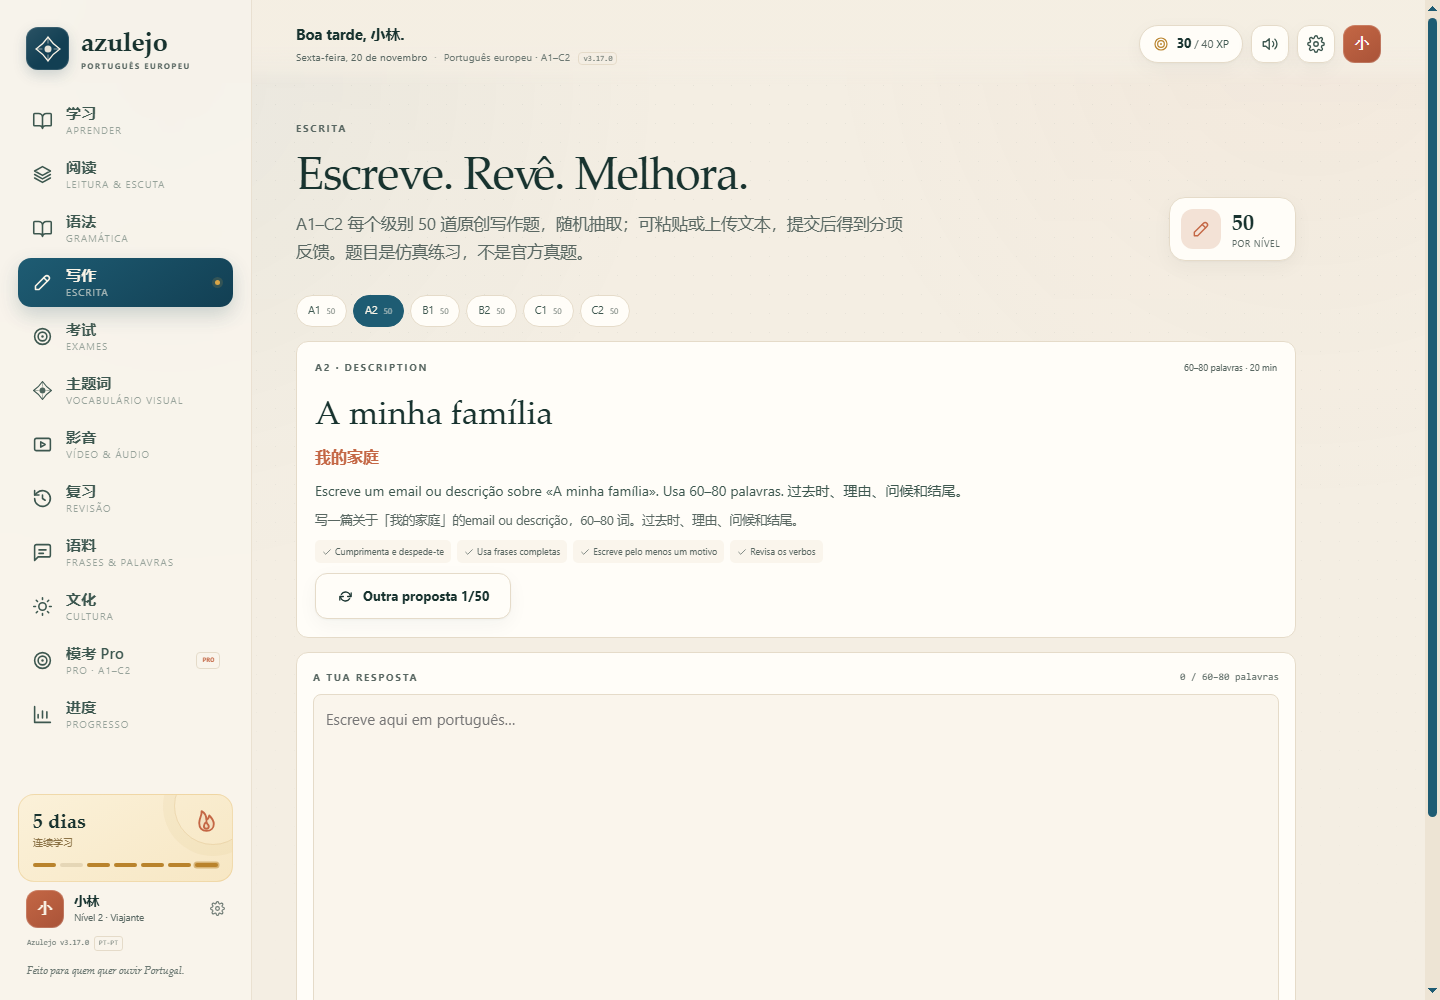 azulejo
PORTUGUÊS EUROPEU
学习
APRENDER
阅读
LEITURA & ESCUTA
语法
GRAMÁTICA
写作
ESCRITA
考试
EXAMES
主题词
VOCABULÁRIO VISUAL
影音
VÍDEO & ÁUDIO
复习
REVISÃO
语料
FRASES & PALAVRAS
文化
CULTURA
模考 Pro
PRO · A1–C2
PRO
进度
PROGRESSO
5 dias
连续学习
小
小林
Nível 2 · Viajante
Azulejo v3.17.0 PT-PT
Feito para quem quer ouvir Portugal.
Boa tarde, 小林.
Sexta-feira, 20 de novembro · Português europeu · A1–C2 v3.17.0
30 / 40 XP
小
ESCRITA
Escreve. Revê. Melhora.
A1–C2 每个级别 50 道原创写作题，随机抽取；可粘贴或上传文本，提交后得到分项
反馈。题目是仿真练习，不是官方真题。
50
POR NÍVEL
A1 50
A2 50
B1 50
B2 50
C1 50
C2 50
A2 · DESCRIPTION
60–80 palavras · 20 min
A minha família
我的家庭
Escreve um email ou descrição sobre «A minha família». Usa 60–80 palavras. 过去时、理由、问候和结尾。
写一篇关于「我的家庭」的email ou descrição，60–80 词。过去时、理由、问候和结尾。
Cumprimenta e despede-te
Usa frases completas
Escreve pelo menos um motivo
Revisa os verbos
Outra proposta 1/50
A TUA RESPOSTA
0 / 60–80 palavras
Escreve aqui em português...